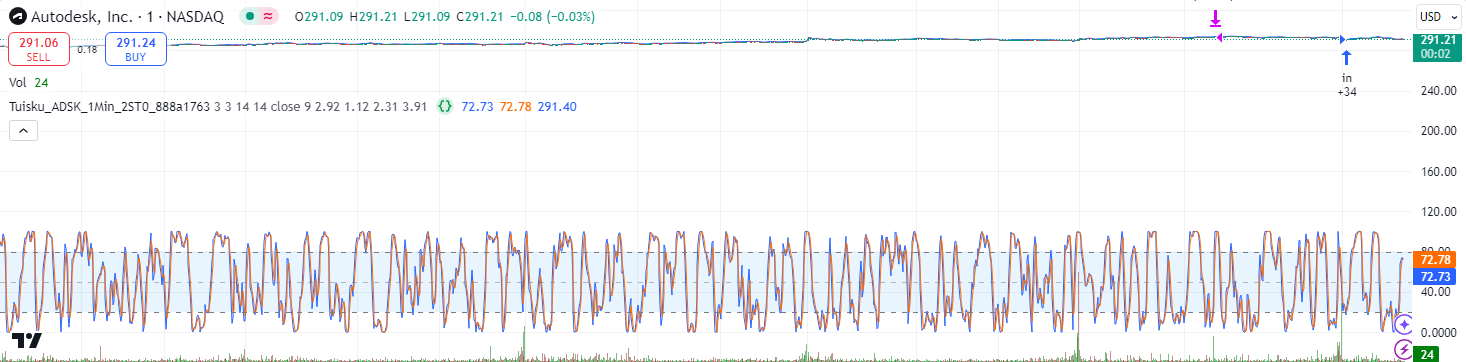 Autodesk, Inc. · 1 · NASDAQ O291.09 H291.21 L291.09 C291.21 −0.08 (−0.03%)
USD
291.06
SELL
0.18
291.24
BUY
291.21
00:02
Vol 24
in
+34
240.00
Tuisku_ADSK_1Min_2ST0_888a1763 3 3 14 14 close 9 2.92 1.12 2.31 3.91 {} 72.73 72.78 291.40
200.00
160.00
120.00
80.00
72.78
72.73
40.00
0.0000
24